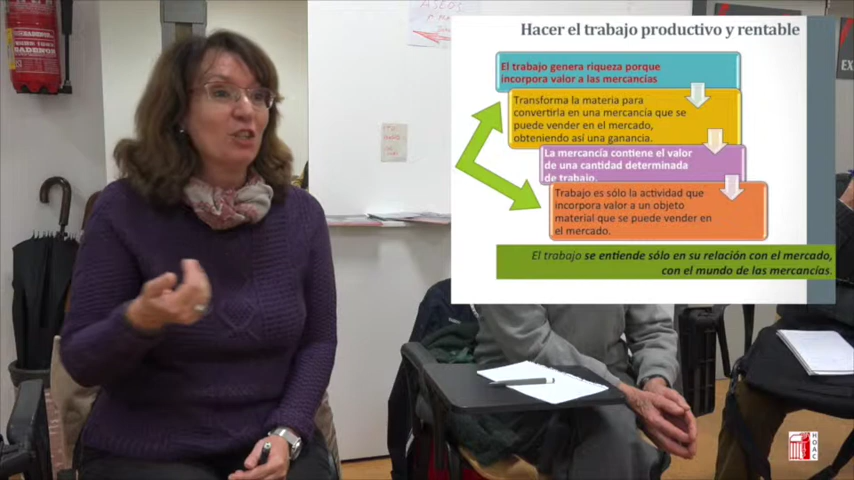 Hacer el trabajo productivo y rentable
El trabajo genera riqueza porque
incorpora valor a las mercancías
Transforma la materia para
convertirla en una mercancía que se
puede vender en el mercado,
obteniendo así una ganancia.
La mercancía contiene el valor
de una cantidad determinada
de trabajo.
Trabajo es sólo la actividad que
incorpora valor a un objeto
material que se puede vender en
el mercado.
El trabajo se entiende sólo en su relación con el mercado,
con el mundo de las mercancías.
ASEOS
EX
HOAC